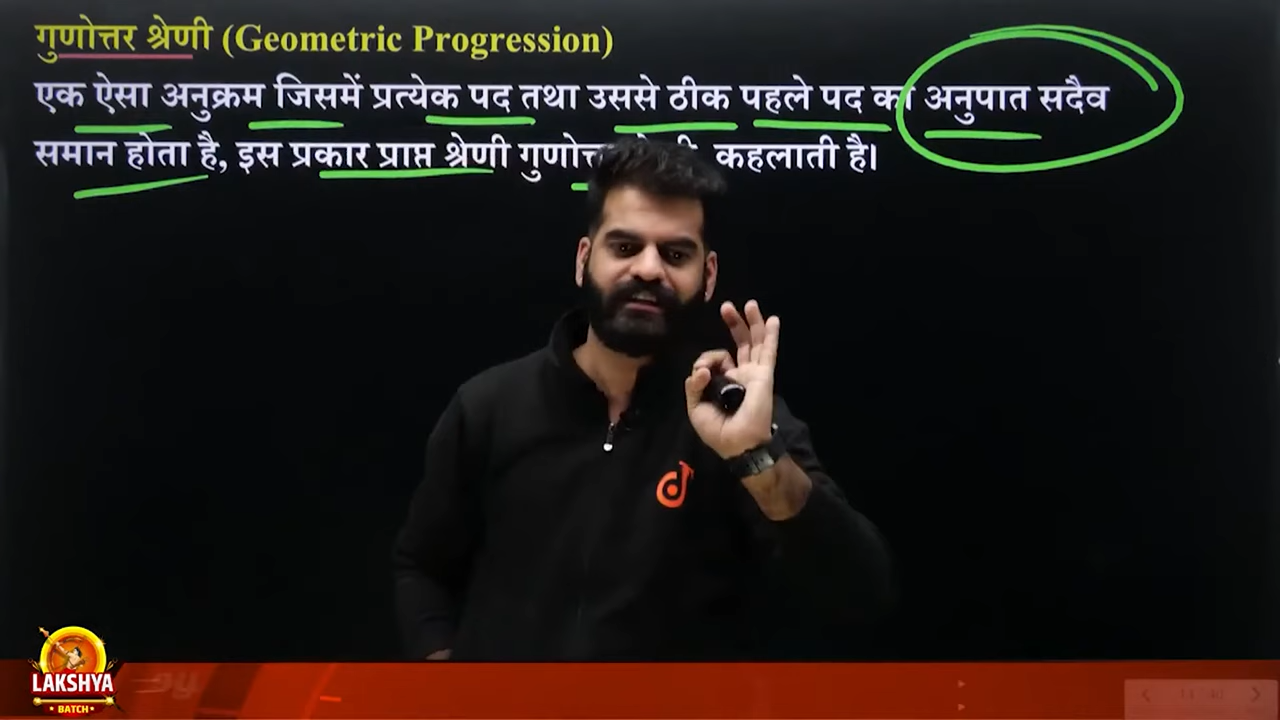 गुणोत्तर श्रेणी (Geometric Progression)
एक ऐसा अनुक्रम जिसमें प्रत्येक पद तथा उससे ठीक पहले पद का अनुपात सदैव
समान होता है, इस प्रकार प्राप्त श्रेणी कहलाती है।
LAKSHYA
BATCH